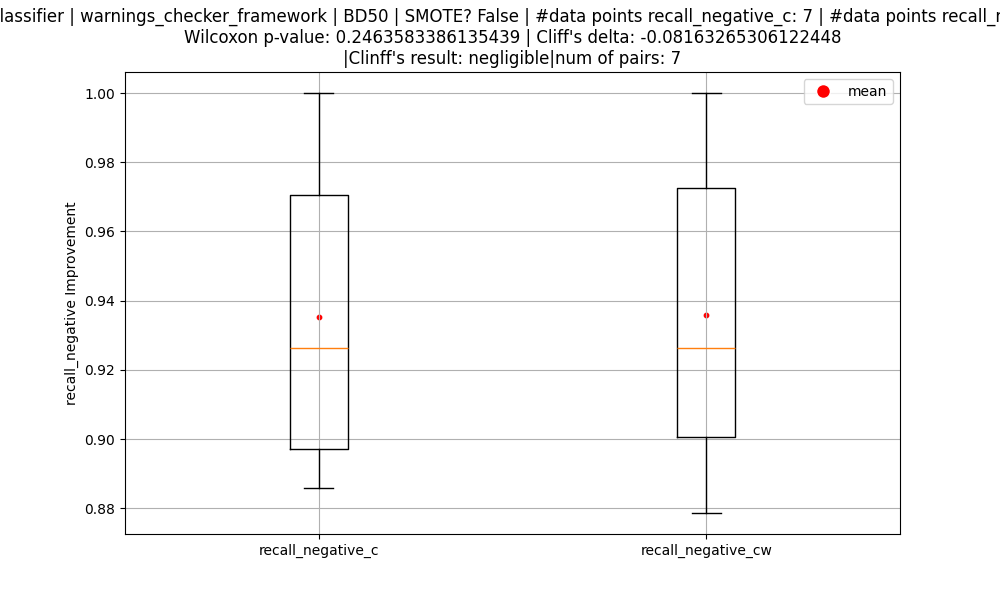 lassifier | warnings_checker_framework | BD50 | SMOTE? False | #data points recall_negative_c: 7 | #data points recall_
Wilcoxon p-value: 0.2463583386135439 | Cliff's delta: -0.08163265306122448
|Clinff's result: negligible|num of pairs: 7
mean
1.00
0.98
0.96
0.94
0.92
0.90
0.88
recall_negative Improvement
recall_negative_c
recall_negative_cw